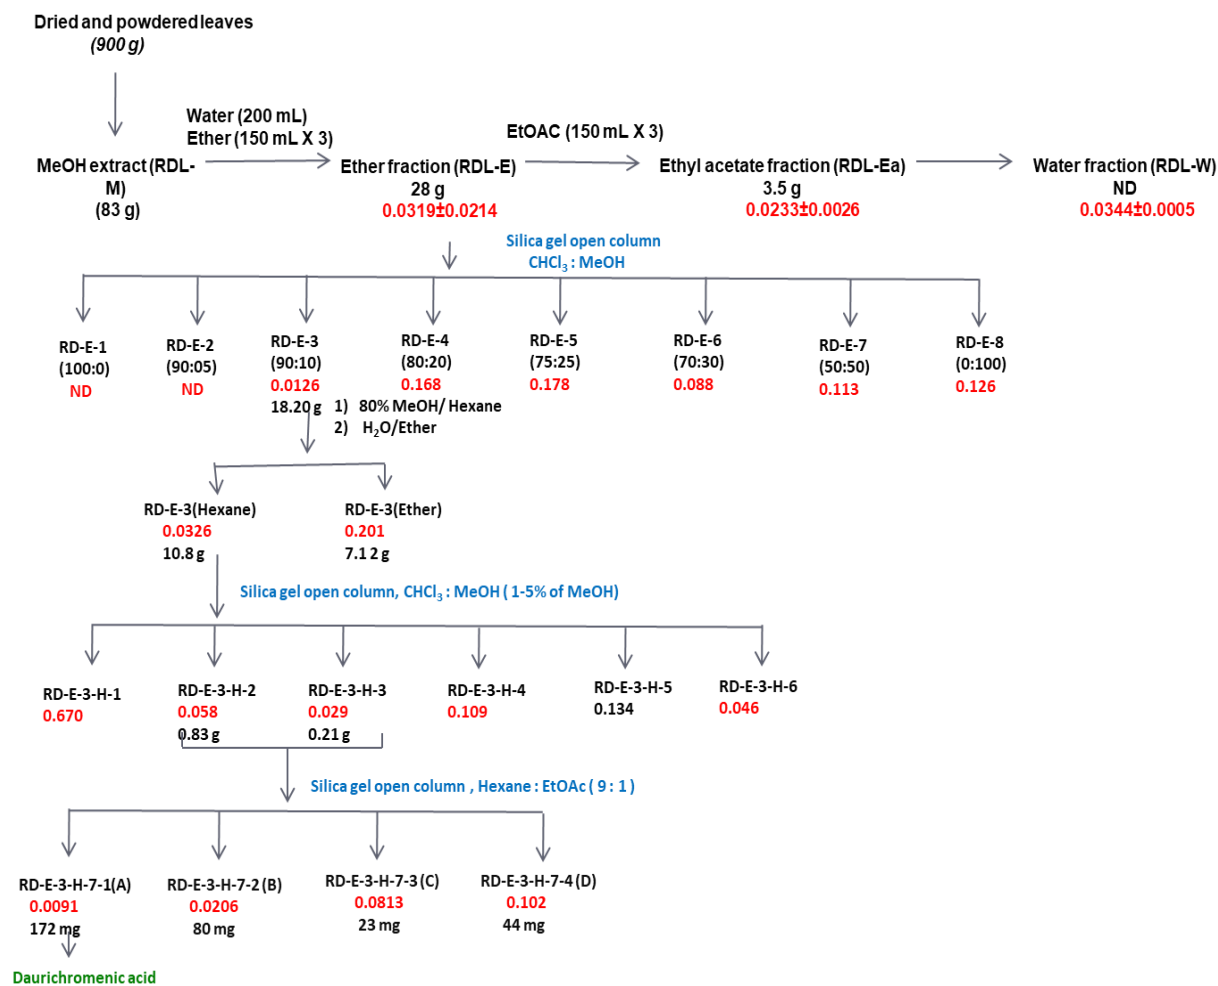 Dried and powdered leaves
(900 g)
Water (200 mL)
Ether (150 mL X 3)
EtOAC (150 mL X 3)
MeOH extract (RDL-
M)
(83 g)
Ether fraction (RDL-E)
28 g
0.0319±0.0214
Ethyl acetate fraction (RDL-Ea)
3.5 g
0.0233±0.0026
Water fraction (RDL-W)
ND
0.0344±0.0005
Silica gel open column
CHCl₃ : MeOH
RD-E-1
(100:0)
ND
RD-E-2
(90:05)
ND
RD-E-3
(90:10)
0.0126
18.20 g
RD-E-4
(80:20)
0.168
RD-E-5
(75:25)
0.178
RD-E-6
(70:30)
0.088
RD-E-7
(50:50)
0.113
RD-E-8
(0:100)
0.126
1) 80% MeOH/ Hexane
2) H₂O/Ether
RD-E-3(Hexane)
0.0326
10.8 g
RD-E-3(Ether)
0.201
7.1 2 g
Silica gel open column, CHCl₃ : MeOH ( 1-5% of MeOH)
RD-E-3-H-1
0.670
RD-E-3-H-2
0.058
0.83 g
RD-E-3-H-3
0.029
0.21 g
RD-E-3-H-4
0.109
RD-E-3-H-5
0.134
RD-E-3-H-6
0.046
Silica gel open column , Hexane : EtOAc ( 9 : 1 )
RD-E-3-H-7-1(A)
0.0091
172 mg
RD-E-3-H-7-2 (B)
0.0206
80 mg
RD-E-3-H-7-3 (C)
0.0813
23 mg
RD-E-3-H-7-4 (D)
0.102
44 mg
Daurichromenic acid